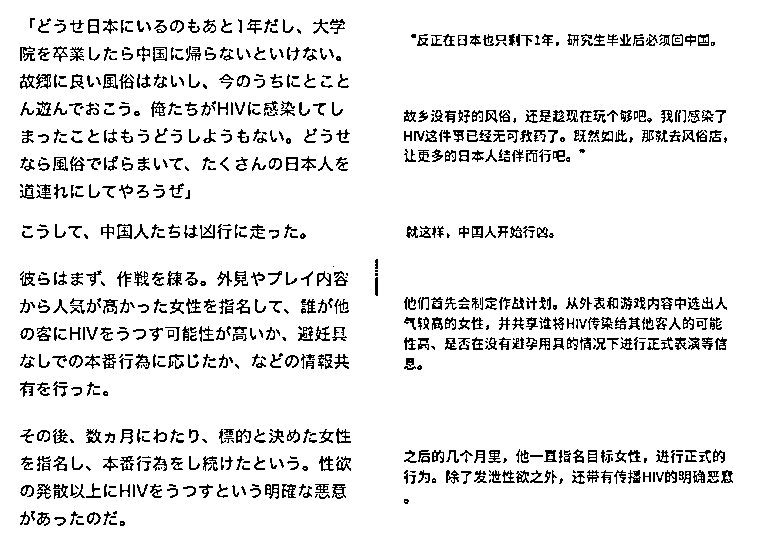 「どうせ日本にいるのもあと1年だし、大学
院を卒業したら中国に帰らないといけない。
故郷に良い風俗はないし、今のうちにとこと
ん遊んでおこう。俺たちがHIVに感染してし
まったことはもうどうしようもない。どうせ
なら風俗でばらまいて、たくさんの日本人を
道連れにしてやろうぜ」
こうして、中国人たちは凶行に走った。
彼らはまず、作戦を練る。外見やプレイ内容
から人気が高かった女性を指名して、誰が他
の客にHIVをうつす可能性が高いか、避妊具
なしでの本番行為に応じたか、などの情報共
有を行った。
その後、数ヵ月にわたり、標的と決めた女性
を指名し、本番行為をし続けたという。性欲
の発散以上にHIVをうつすという明確な悪意
があったのだ。
“反正在日本也只剩下1年，研究生毕业后必须回中国。
故乡没有好的风俗，还是趁现在玩个够吧。我们感染了
HIV这件事已经无可救药了。既然如此，那就去风俗店，
让更多的日本人结伴而行吧。”
就这样，中国人开始行凶。
他们首先会制定作战计划。从外表和游戏内容中选出人
气较高的女性，并共享谁将HIV传染给其他客人的可能
性高、是否在没有避孕用具的情况下进行正式表演等信
息。
之后的几个月里，他一直指名目标女性，进行正式的
行为。除了发泄性欲之外，还带有传播HIV的明确恶意
。